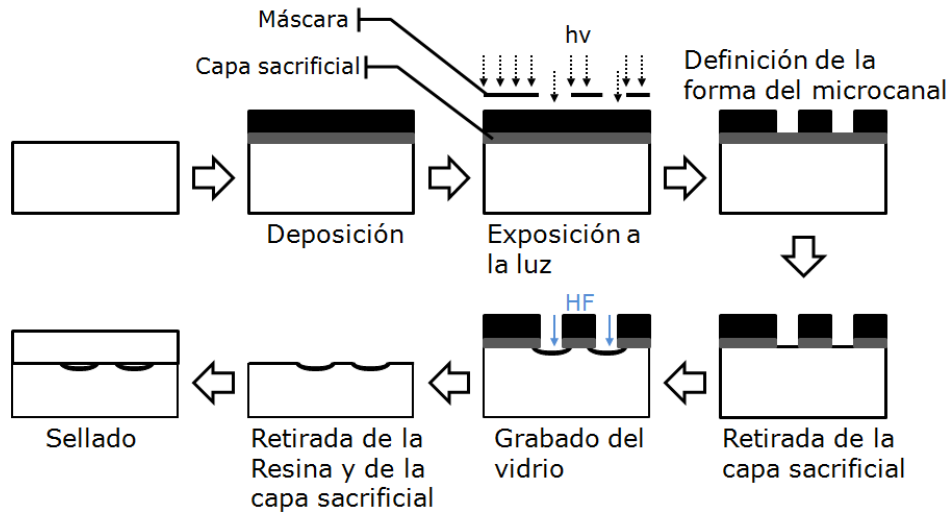 Máscara
hv
Capa sacrificial
Definición de la
forma del microcanal
Deposición
Exposición a
la luz
HF
Sellado
Retirada de la
Resina y de la
capa sacrificial
Grabado del
vidrio
Retirada de la
capa sacrificial